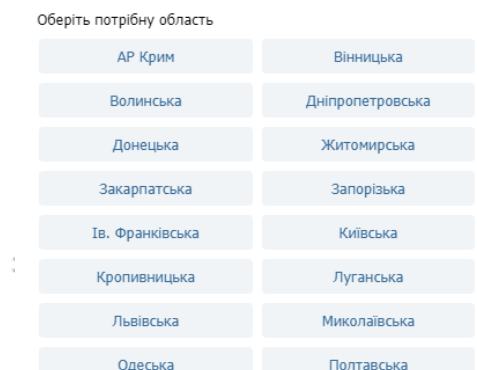 Оберіть потрібну область
АР Крим
Вінницька
Волинська
Дніпропетровська
Донецька
Житомирська
Закарпатська
Запорізька
Ів. Франківська
Київська
Кропивницька
Луганська
Львівська
Миколаївська
Одеська
Полтавська